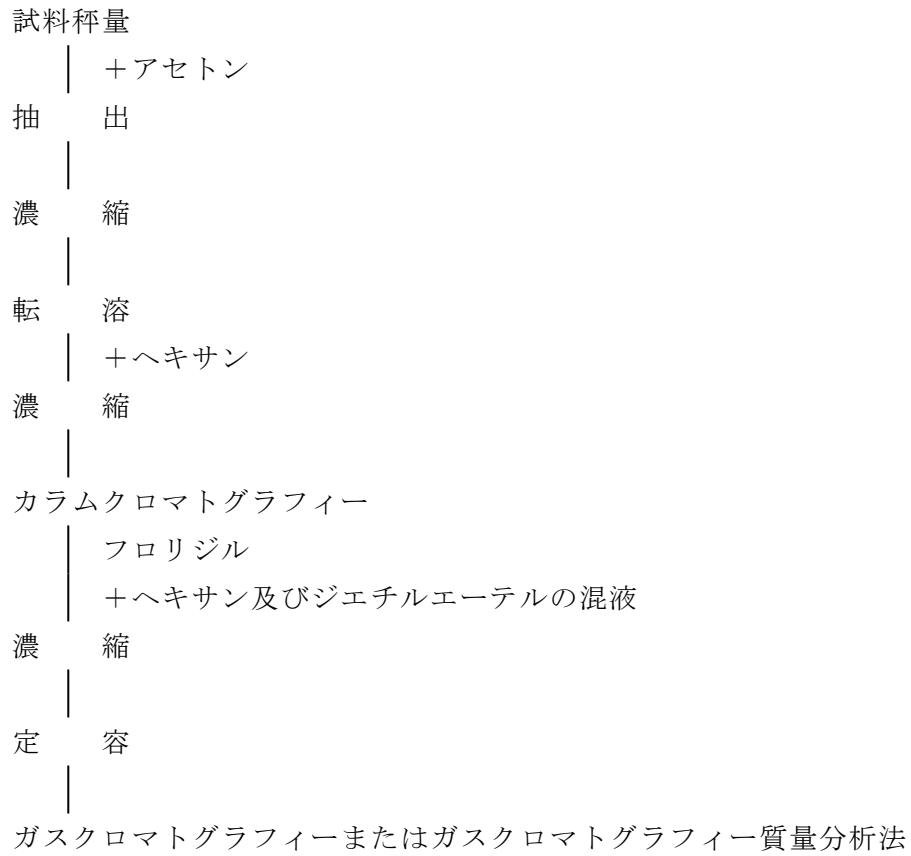 試料秤量
＋アセトン
抽　　出
濃　　縮
転　　溶
＋ヘキサン
濃　　縮
カラムクロマトグラフィー
フロリジル
＋ヘキサン及びジエチルエーテルの混液
濃　　縮
定　　容
ガスクロマトグラフィーまたはガスクロマトグラフィー質量分析法